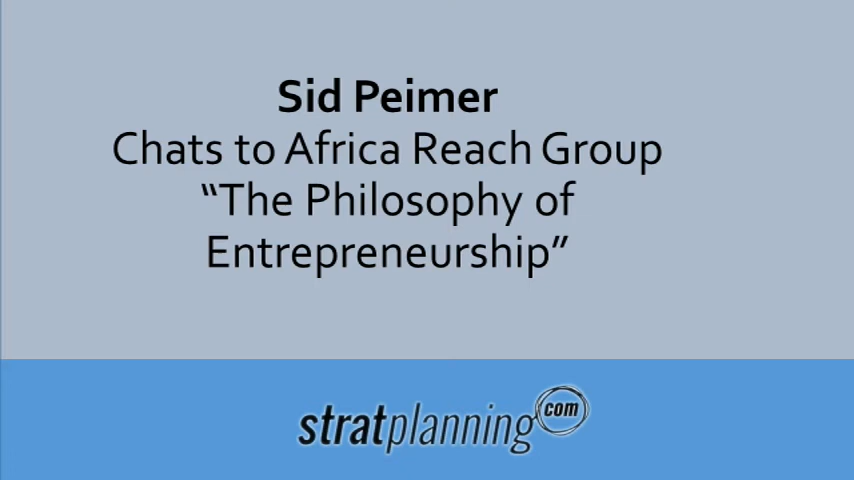 Sid Peimer
Chats to Africa Reach Group
“The Philosophy of
Entrepreneurship”
stratplanning com